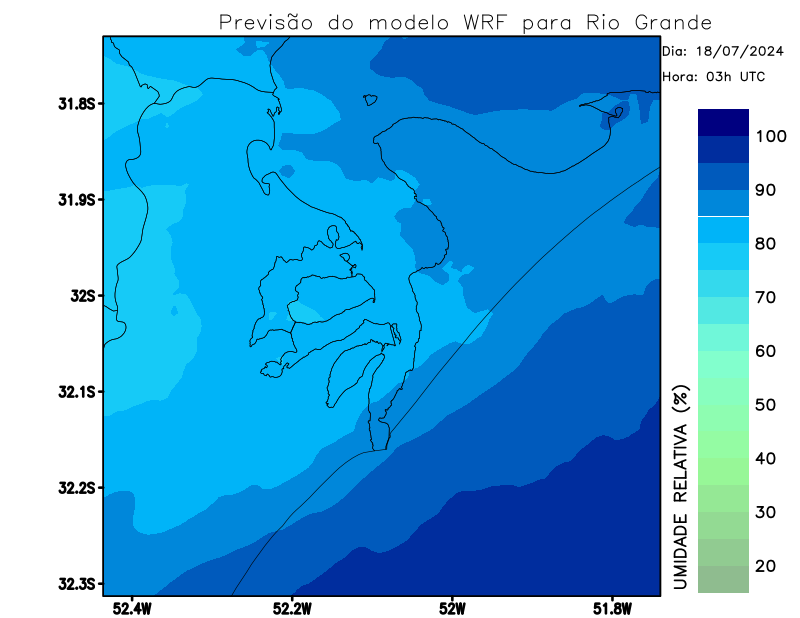 Previsão do modelo WRF para Rio Grande
Dia: 18/07/2024
Hora: 03h UTC
31.8S
31.9S
32S
32.1S
32.2S
32.3S
52.4W
52.2W
52W
51.8W
100
90
80
70
60
50
40
30
20
UMIDADE RELATIVA (%)